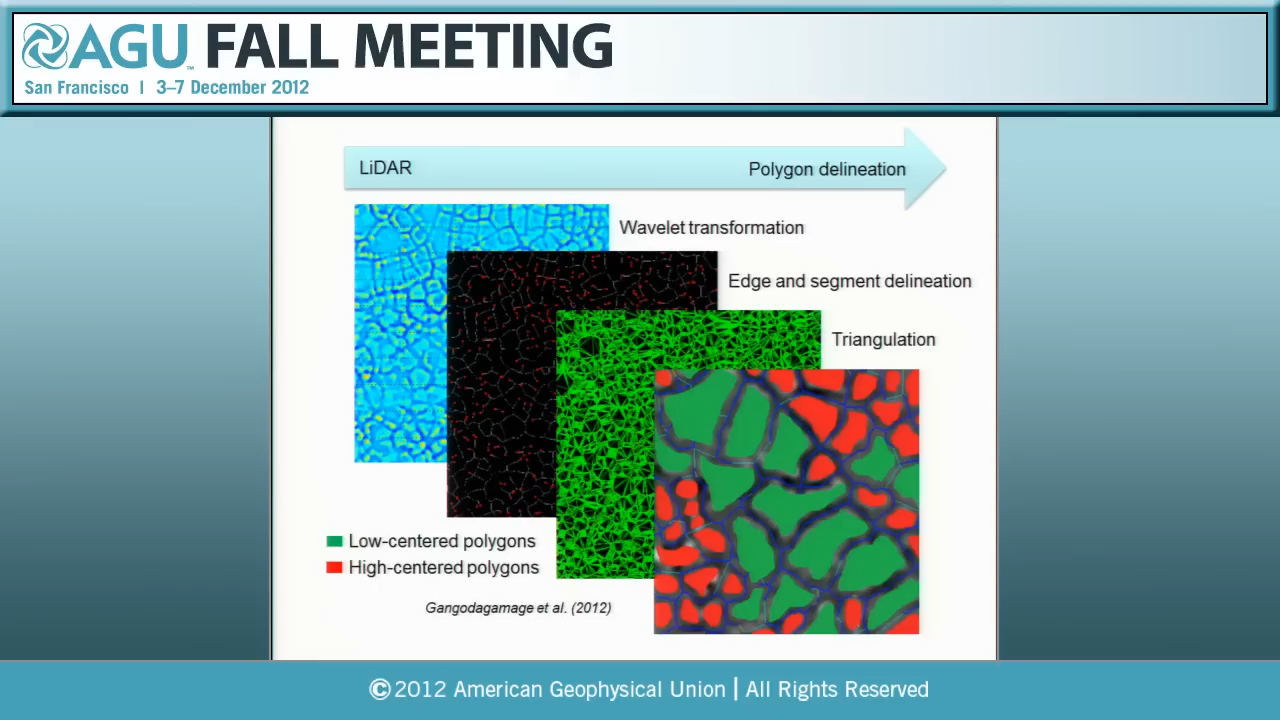 AGU™ FALL MEETING
San Francisco | 3–7 December 2012
LiDAR
Polygon delineation
Wavelet transformation
Edge and segment delineation
Triangulation
Low-centered polygons
High-centered polygons
Gangodagamage et al. (2012)
©2012 American Geophysical Union | All Rights Reserved